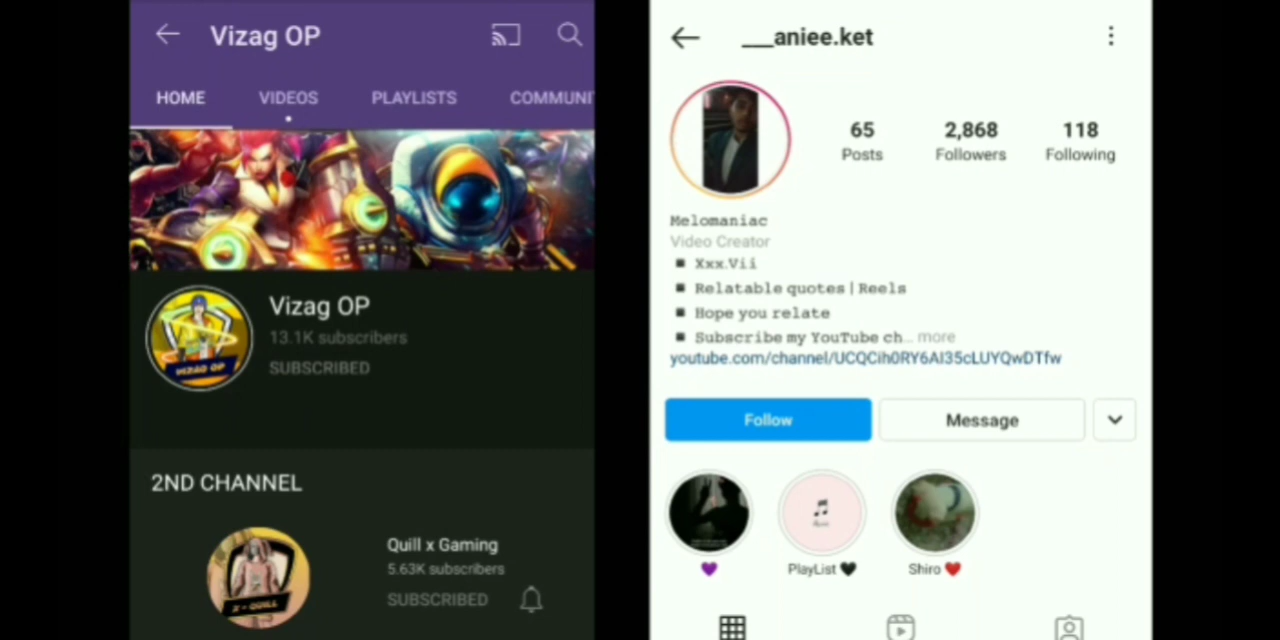 Vizag OP
HOME VIDEOS PLAYLISTS COMMUNI
VIZAG OP
Vizag OP
13.1K subscribers
SUBSCRIBED
2ND CHANNEL
Quill x Gaming
5.63K subscribers
SUBSCRIBED
___aniee.ket
65 2,868 118
Posts Followers Following
Melomaniac
Video Creator
▪ Xxx.Vii
▪ Relatable quotes | Reels
▪ Hope you relate
▪ Subscribe my YouTube ch... more
youtube.com/channel/UCQCih0RY6AI35cLUYQwDTfw
Follow Message
💜 PlayList 🖤 Shiro ❤️